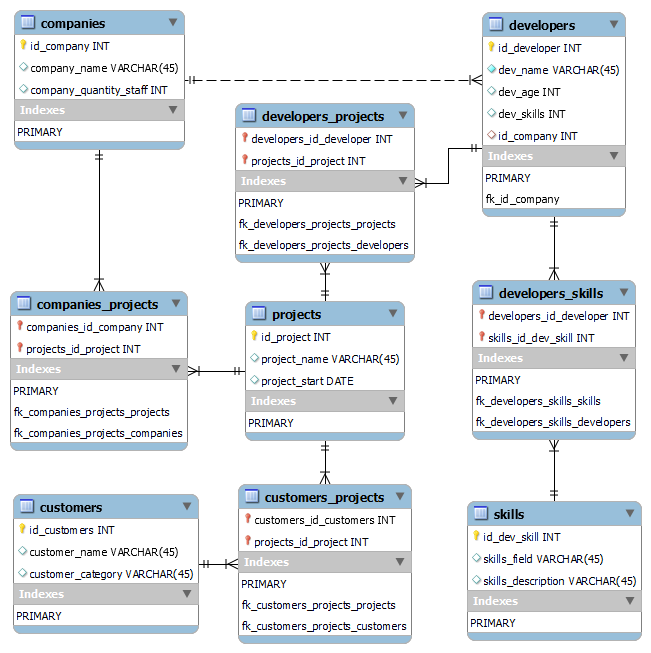 companies
id_company INT
company_name VARCHAR(45)
company_quantity_staff INT
Indexes
PRIMARY
developers
id_developer INT
dev_name VARCHAR(45)
dev_age INT
dev_skills INT
id_company INT
Indexes
PRIMARY
fk_id_company
developers_projects
developers_id_developer INT
projects_id_project INT
Indexes
PRIMARY
fk_developers_projects_projects
fk_developers_projects_developers
companies_projects
companies_id_company INT
projects_id_project INT
Indexes
PRIMARY
fk_companies_projects_projects
fk_companies_projects_companies
projects
id_project INT
project_name VARCHAR(45)
project_start DATE
Indexes
PRIMARY
developers_skills
developers_id_developer INT
skills_id_dev_skill INT
Indexes
PRIMARY
fk_developers_skills_skills
fk_developers_skills_developers
customers
id_customers INT
customer_name VARCHAR(45)
customer_category VARCHAR(45)
Indexes
PRIMARY
customers_projects
customers_id_customers INT
projects_id_project INT
Indexes
PRIMARY
fk_customers_projects_projects
fk_customers_projects_customers
skills
id_dev_skill INT
skills_field VARCHAR(45)
skills_description VARCHAR(45)
Indexes
PRIMARY